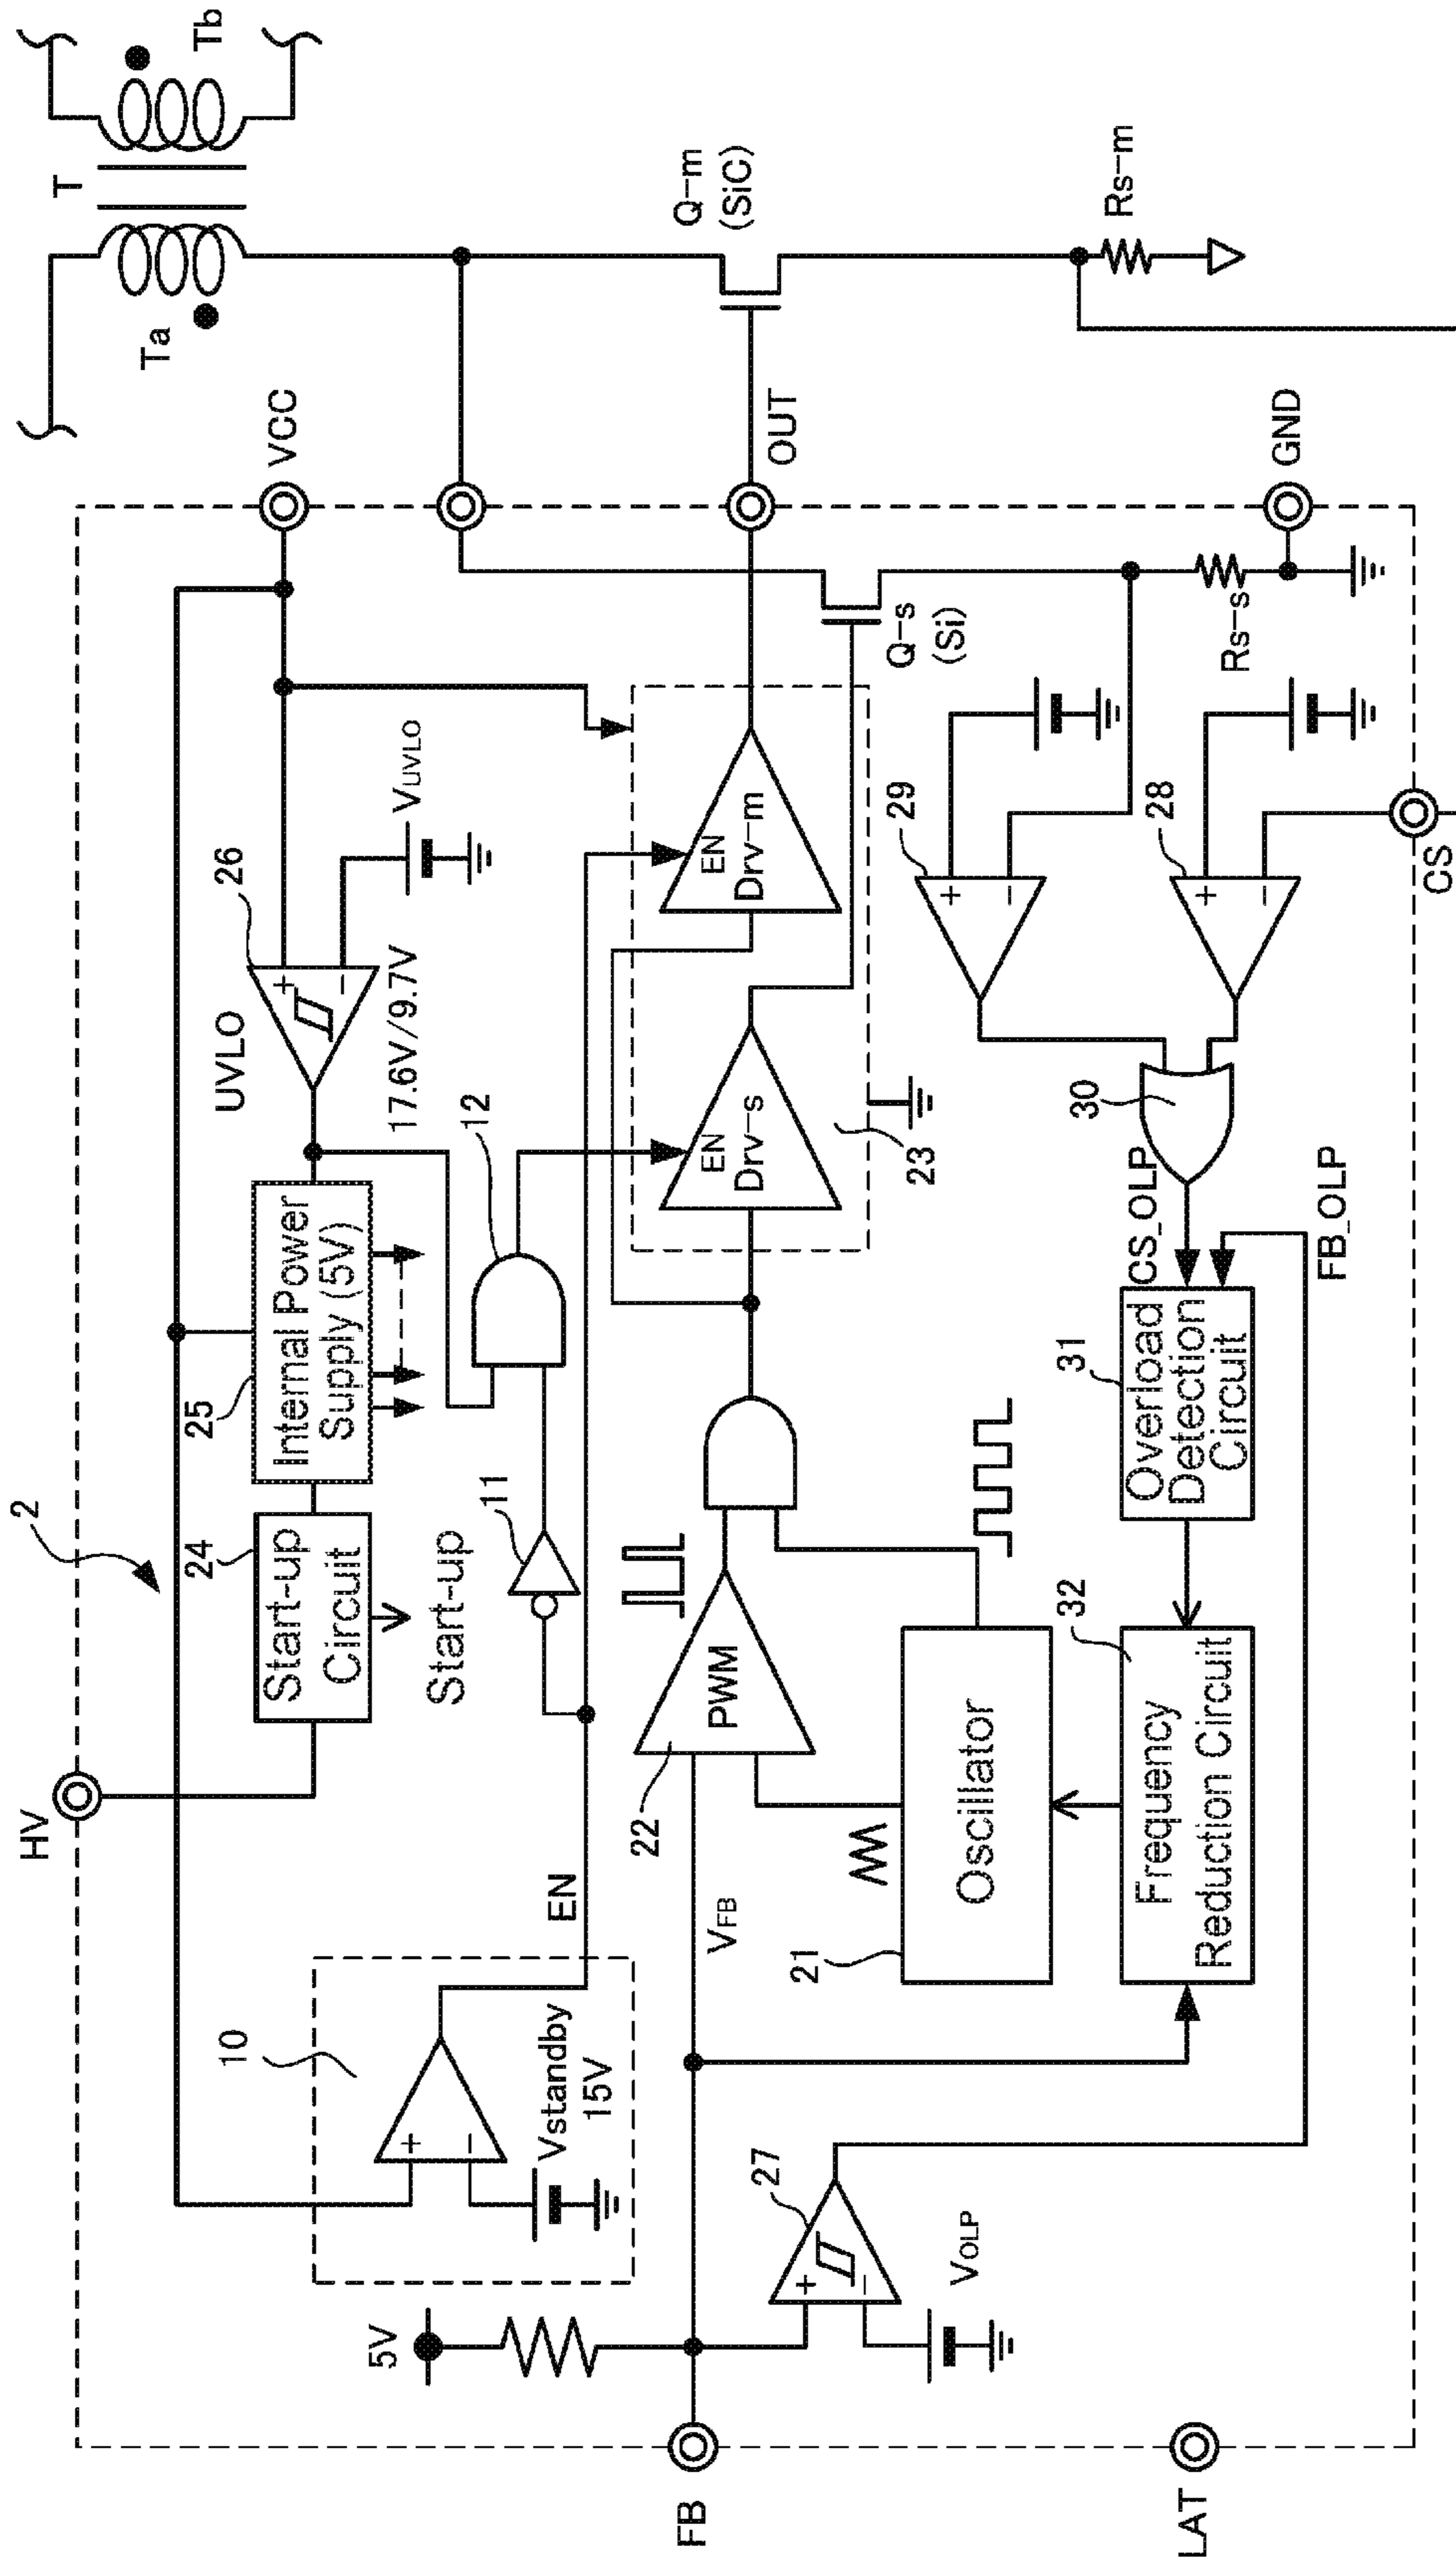 HV
2
T
Ta
Tb
VCC
24
Start-up
Circuit
Start-up
25
Internal Power
Supply (5V)
UVLO
26
17.6V/9.7V
VUVLO
10
Vstandby
15V
EN
11
12
5V
FB
VFB
22
PWM
EN
Drv-s
EN
Drv-m
23
OUT
Q-m
(SiC)
Q-s
(Si)
27
VOLP
21
Oscillator
32
Frequency
Reduction Circuit
31
Overload
Detection
Circuit
CS_OLP
FB_OLP
30
29
28
+
−
+
−
+
−
+
−
+
−
Rs-s
Rs-m
GND
LAT
CS